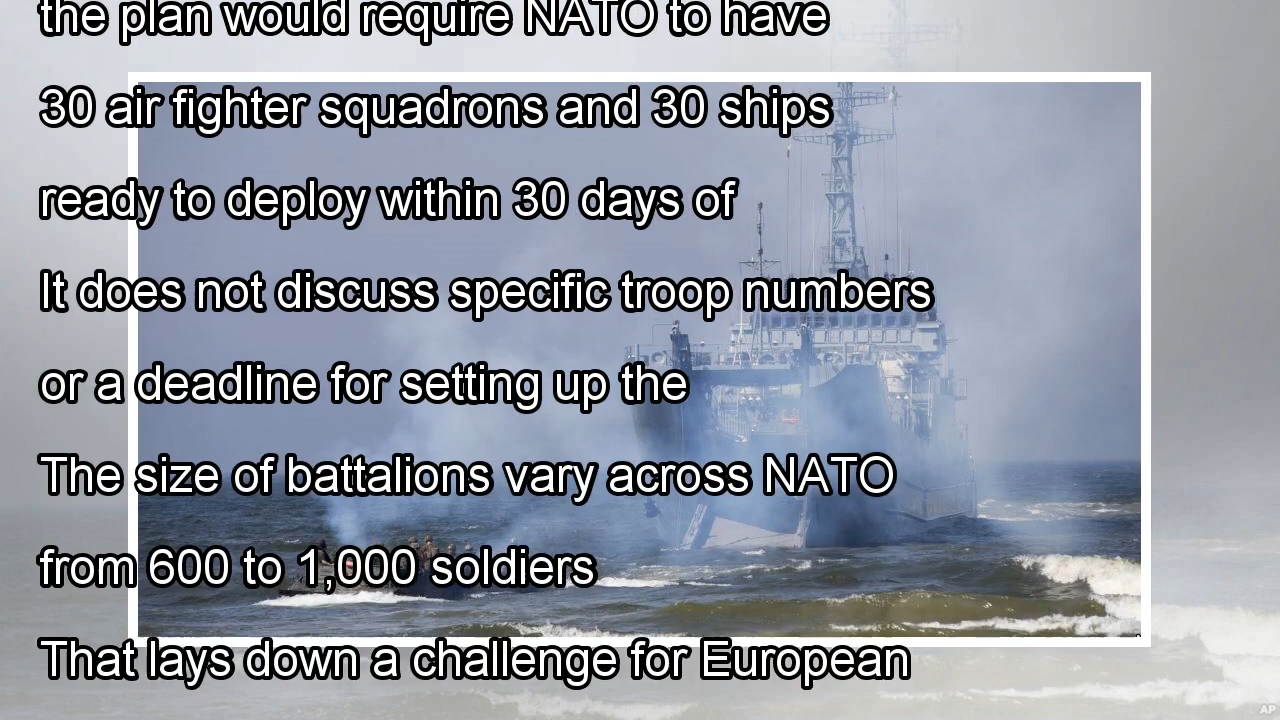 the plan would require NATO to have
30 air fighter squadrons and 30 ships
ready to deploy within 30 days of
It does not discuss specific troop numbers
or a deadline for setting up the
The size of battalions vary across NATO
from 600 to 1,000 soldiers
That lays down a challenge for European
AP